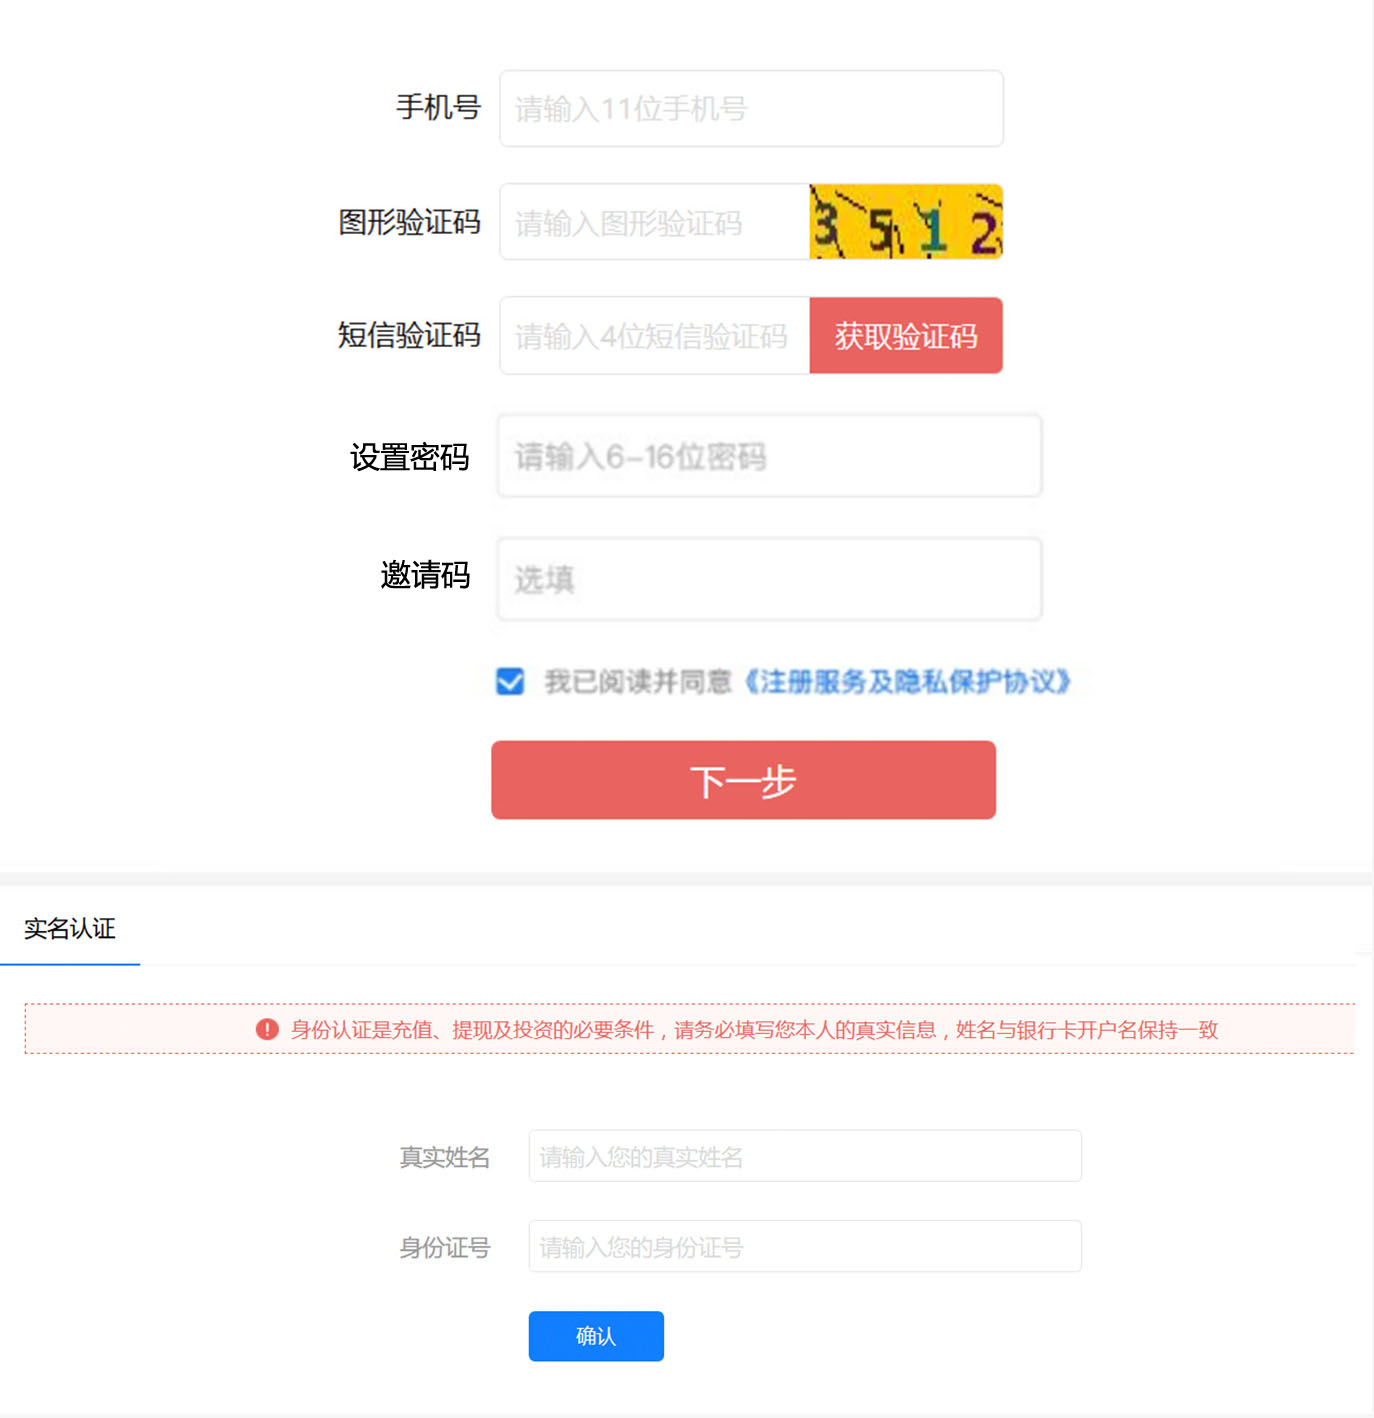 手机号 请输入11位手机号
图形验证码 请输入图形验证码 3 5 1 2
短信验证码 请输入4位短信验证码 获取验证码
设置密码 请输入6-16位密码
邀请码 选填
我已阅读并同意《注册服务及隐私保护协议》
下一步
实名认证
身份认证是充值、提现及投资的必要条件，请务必填写您本人的真实信息，姓名与银行卡开户名保持一致
真实姓名 请输入您的真实姓名
身份证号 请输入您的身份证号
确认